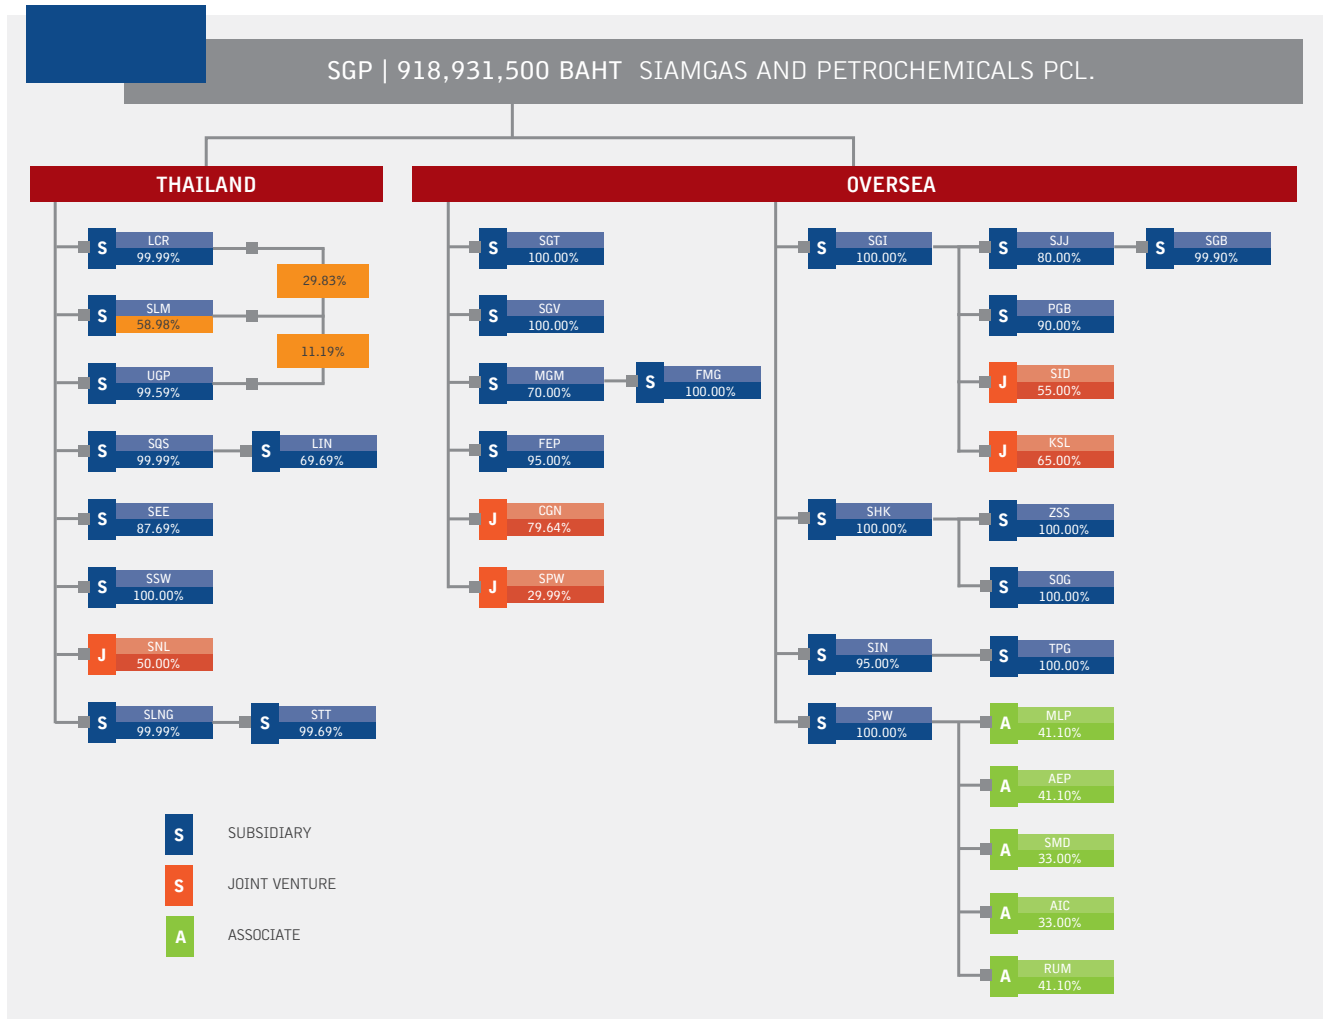 SGP | 918,931,500 BAHT SIAMGAS AND PETROCHEMICALS PCL.
THAILAND
S LCR
99.99%
29.83%
S SLM
58.98%
11.19%
S UGP
99.59%
S SQS
99.99%
S LIN
69.69%
S SEE
87.69%
S SSW
100.00%
J SNL
50.00%
S SLNG
99.99%
S STT
99.69%
OVERSEA
S SGT
100.00%
S SGV
100.00%
S MGM
70.00%
S FMG
100.00%
S FEP
95.00%
J CGN
79.64%
J SPW
29.99%
S SGI
100.00%
S SJJ
80.00%
S SGB
99.90%
S PGB
90.00%
J SID
55.00%
J KSL
65.00%
S SHK
100.00%
S ZSS
100.00%
S SOG
100.00%
S SIN
95.00%
S TPG
100.00%
S SPW
100.00%
A MLP
41.10%
A AEP
41.10%
A SMD
33.00%
A AIC
33.00%
A RUM
41.10%
S SUBSIDIARY
S JOINT VENTURE
A ASSOCIATE